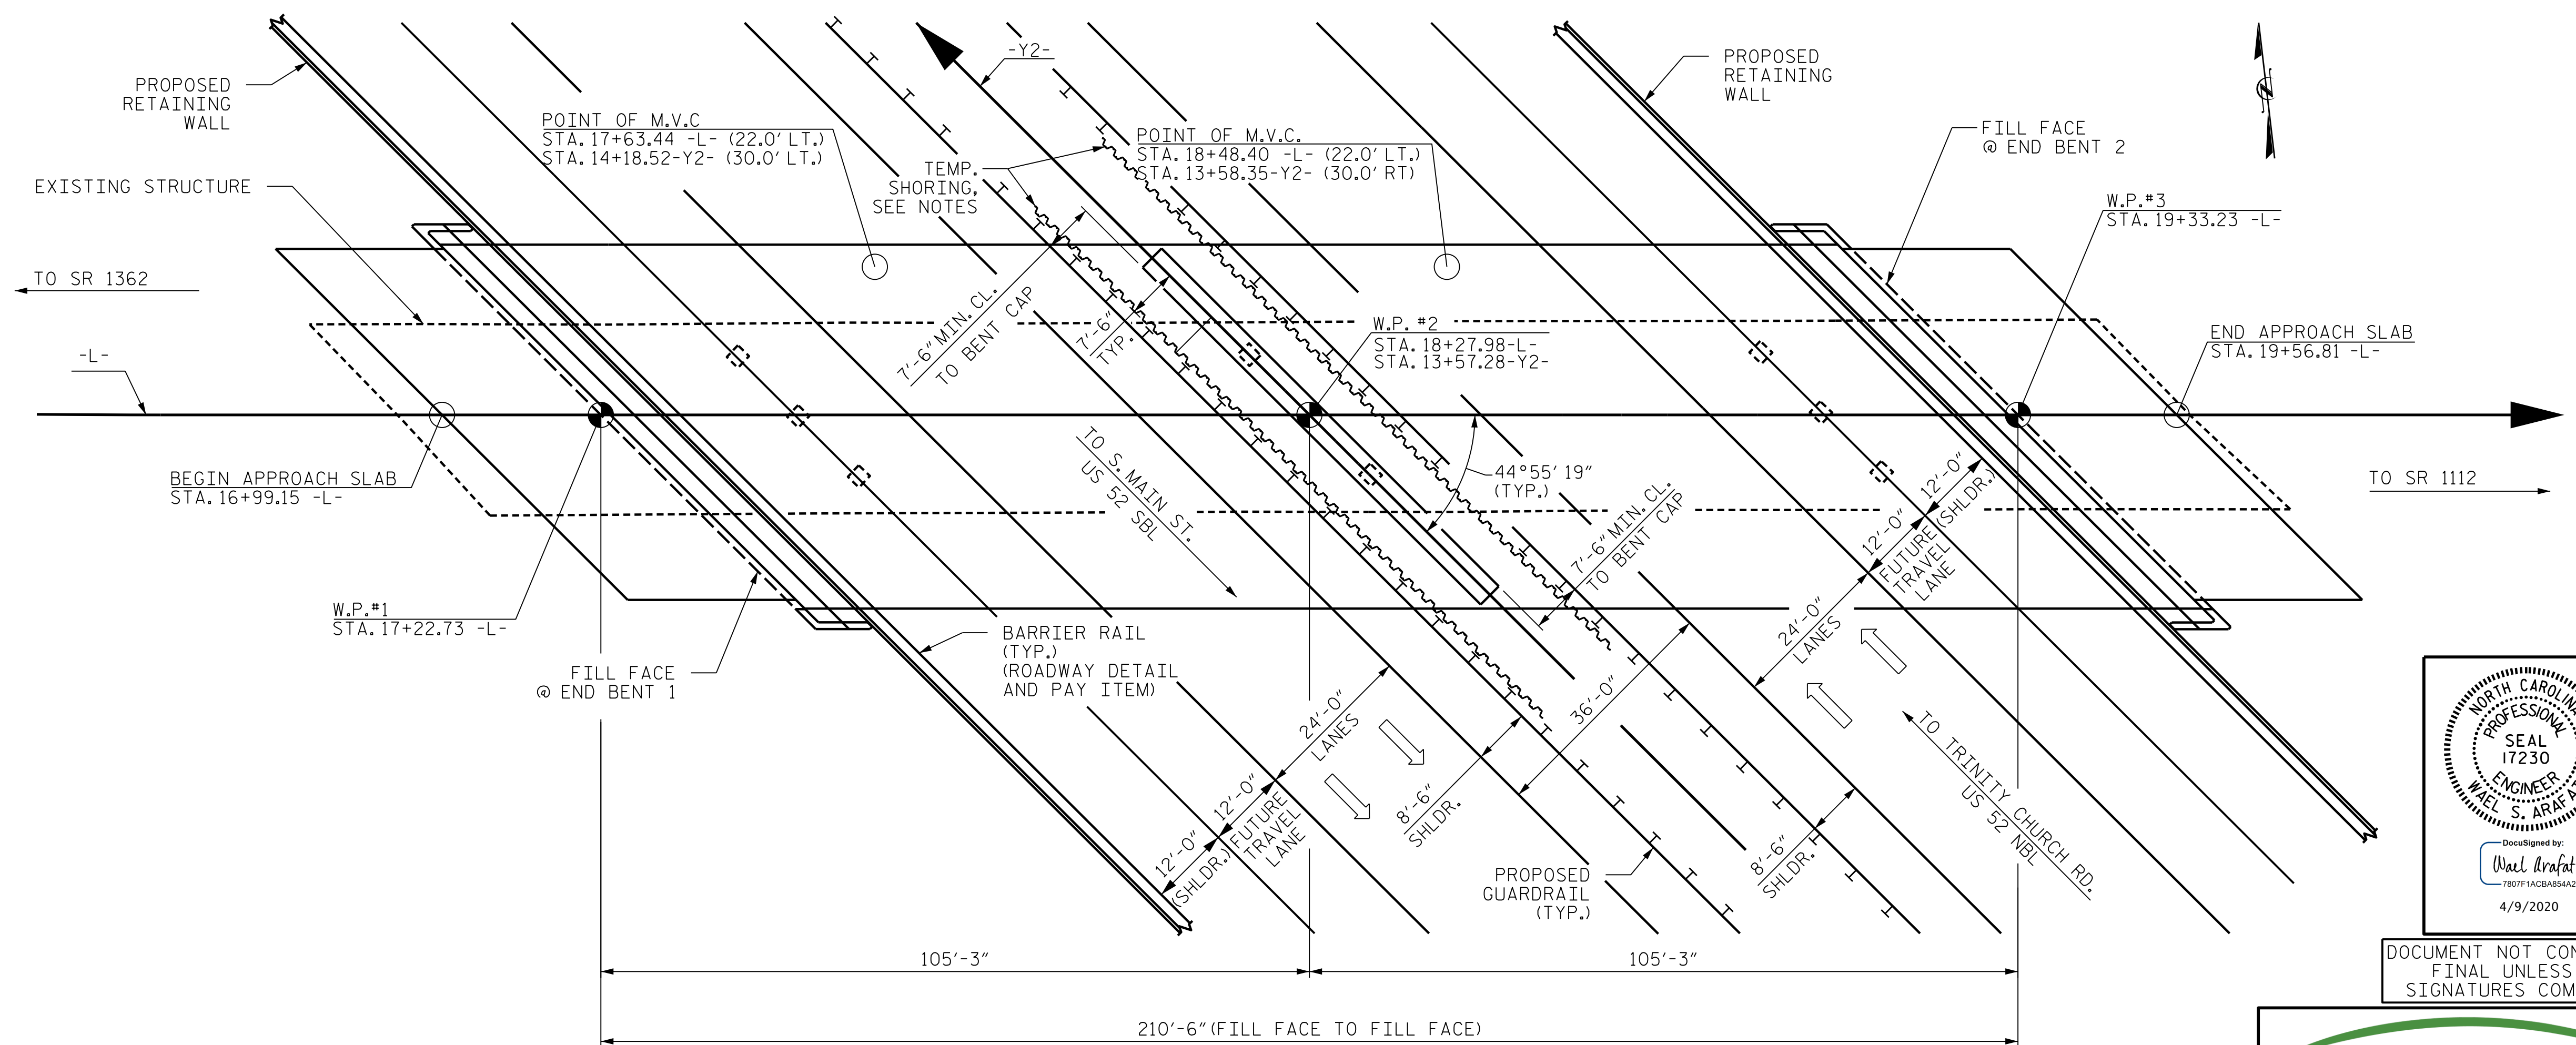 PROPOSED
RETAINING
WALL
-Y2-
PROPOSED
RETAINING
WALL
POINT OF M.V.C
STA. 17+63.44 -L- (22.0' LT.)
STA. 14+18.52-Y2- (30.0' LT.)
TEMP.
SHORING,
SEE NOTES
POINT OF M.V.C.
STA. 18+48.40 -L- (22.0' LT.)
STA. 13+58.35-Y2- (30.0' RT)
FILL FACE
@ END BENT 2
EXISTING STRUCTURE
W.P.#3
STA. 19+33.23 -L-
TO SR 1362
7'-6" MIN. CL.
TO BENT CAP
7'-6"
TYP.
W.P. #2
STA. 18+27.98-L-
STA. 13+57.28-Y2-
END APPROACH SLAB
STA. 19+56.81 -L-
-L-
BEGIN APPROACH SLAB
STA. 16+99.15 -L-
TO S. MAIN ST.
US 52 SBL
44°55'19"
(TYP.)
7'-6" MIN. CL.
TO BENT CAP
12'-0"
(SHLDR.)
12'-0"
FUTURE
TRAVEL
LANE
24'-0"
LANES
TO SR 1112
W.P.#1
STA. 17+22.73 -L-
FILL FACE
@ END BENT 1
BARRIER RAIL
(TYP.)
(ROADWAY DETAIL
AND PAY ITEM)
36'-0"
24'-0"
LANES
12'-0"
FUTURE
TRAVEL
LANE
12'-0"
(SHLDR.)
8'-6"
SHLDR.
8'-6"
SHLDR.
TO TRINITY CHURCH RD.
US 52 NBL
PROPOSED
GUARDRAIL
(TYP.)
NORTH CAROLINA
PROFESSIONAL
SEAL
17230
ENGINEER
WAEL S. ARAFAT
DocuSigned by:
Wael Arafat
7807F1ACBA854A2
4/9/2020
105'-3"
105'-3"
DOCUMENT NOT CON
FINAL UNLESS
SIGNATURES COM
210'-6" (FILL FACE TO FILL FACE)